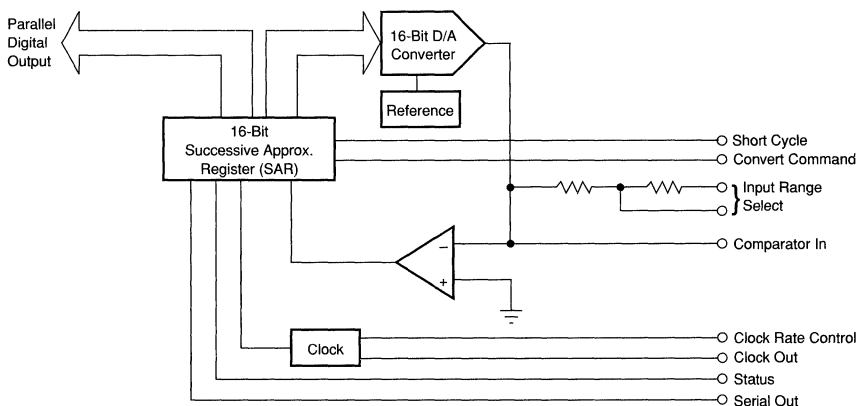 Parallel
Digital
Output
16-Bit D/A
Converter
Reference
16-Bit
Successive Approx.
Register (SAR)
Short Cycle
Convert Command
Input Range
Select
Comparator In
–
+
Clock
Clock Rate Control
Clock Out
Status
Serial Out